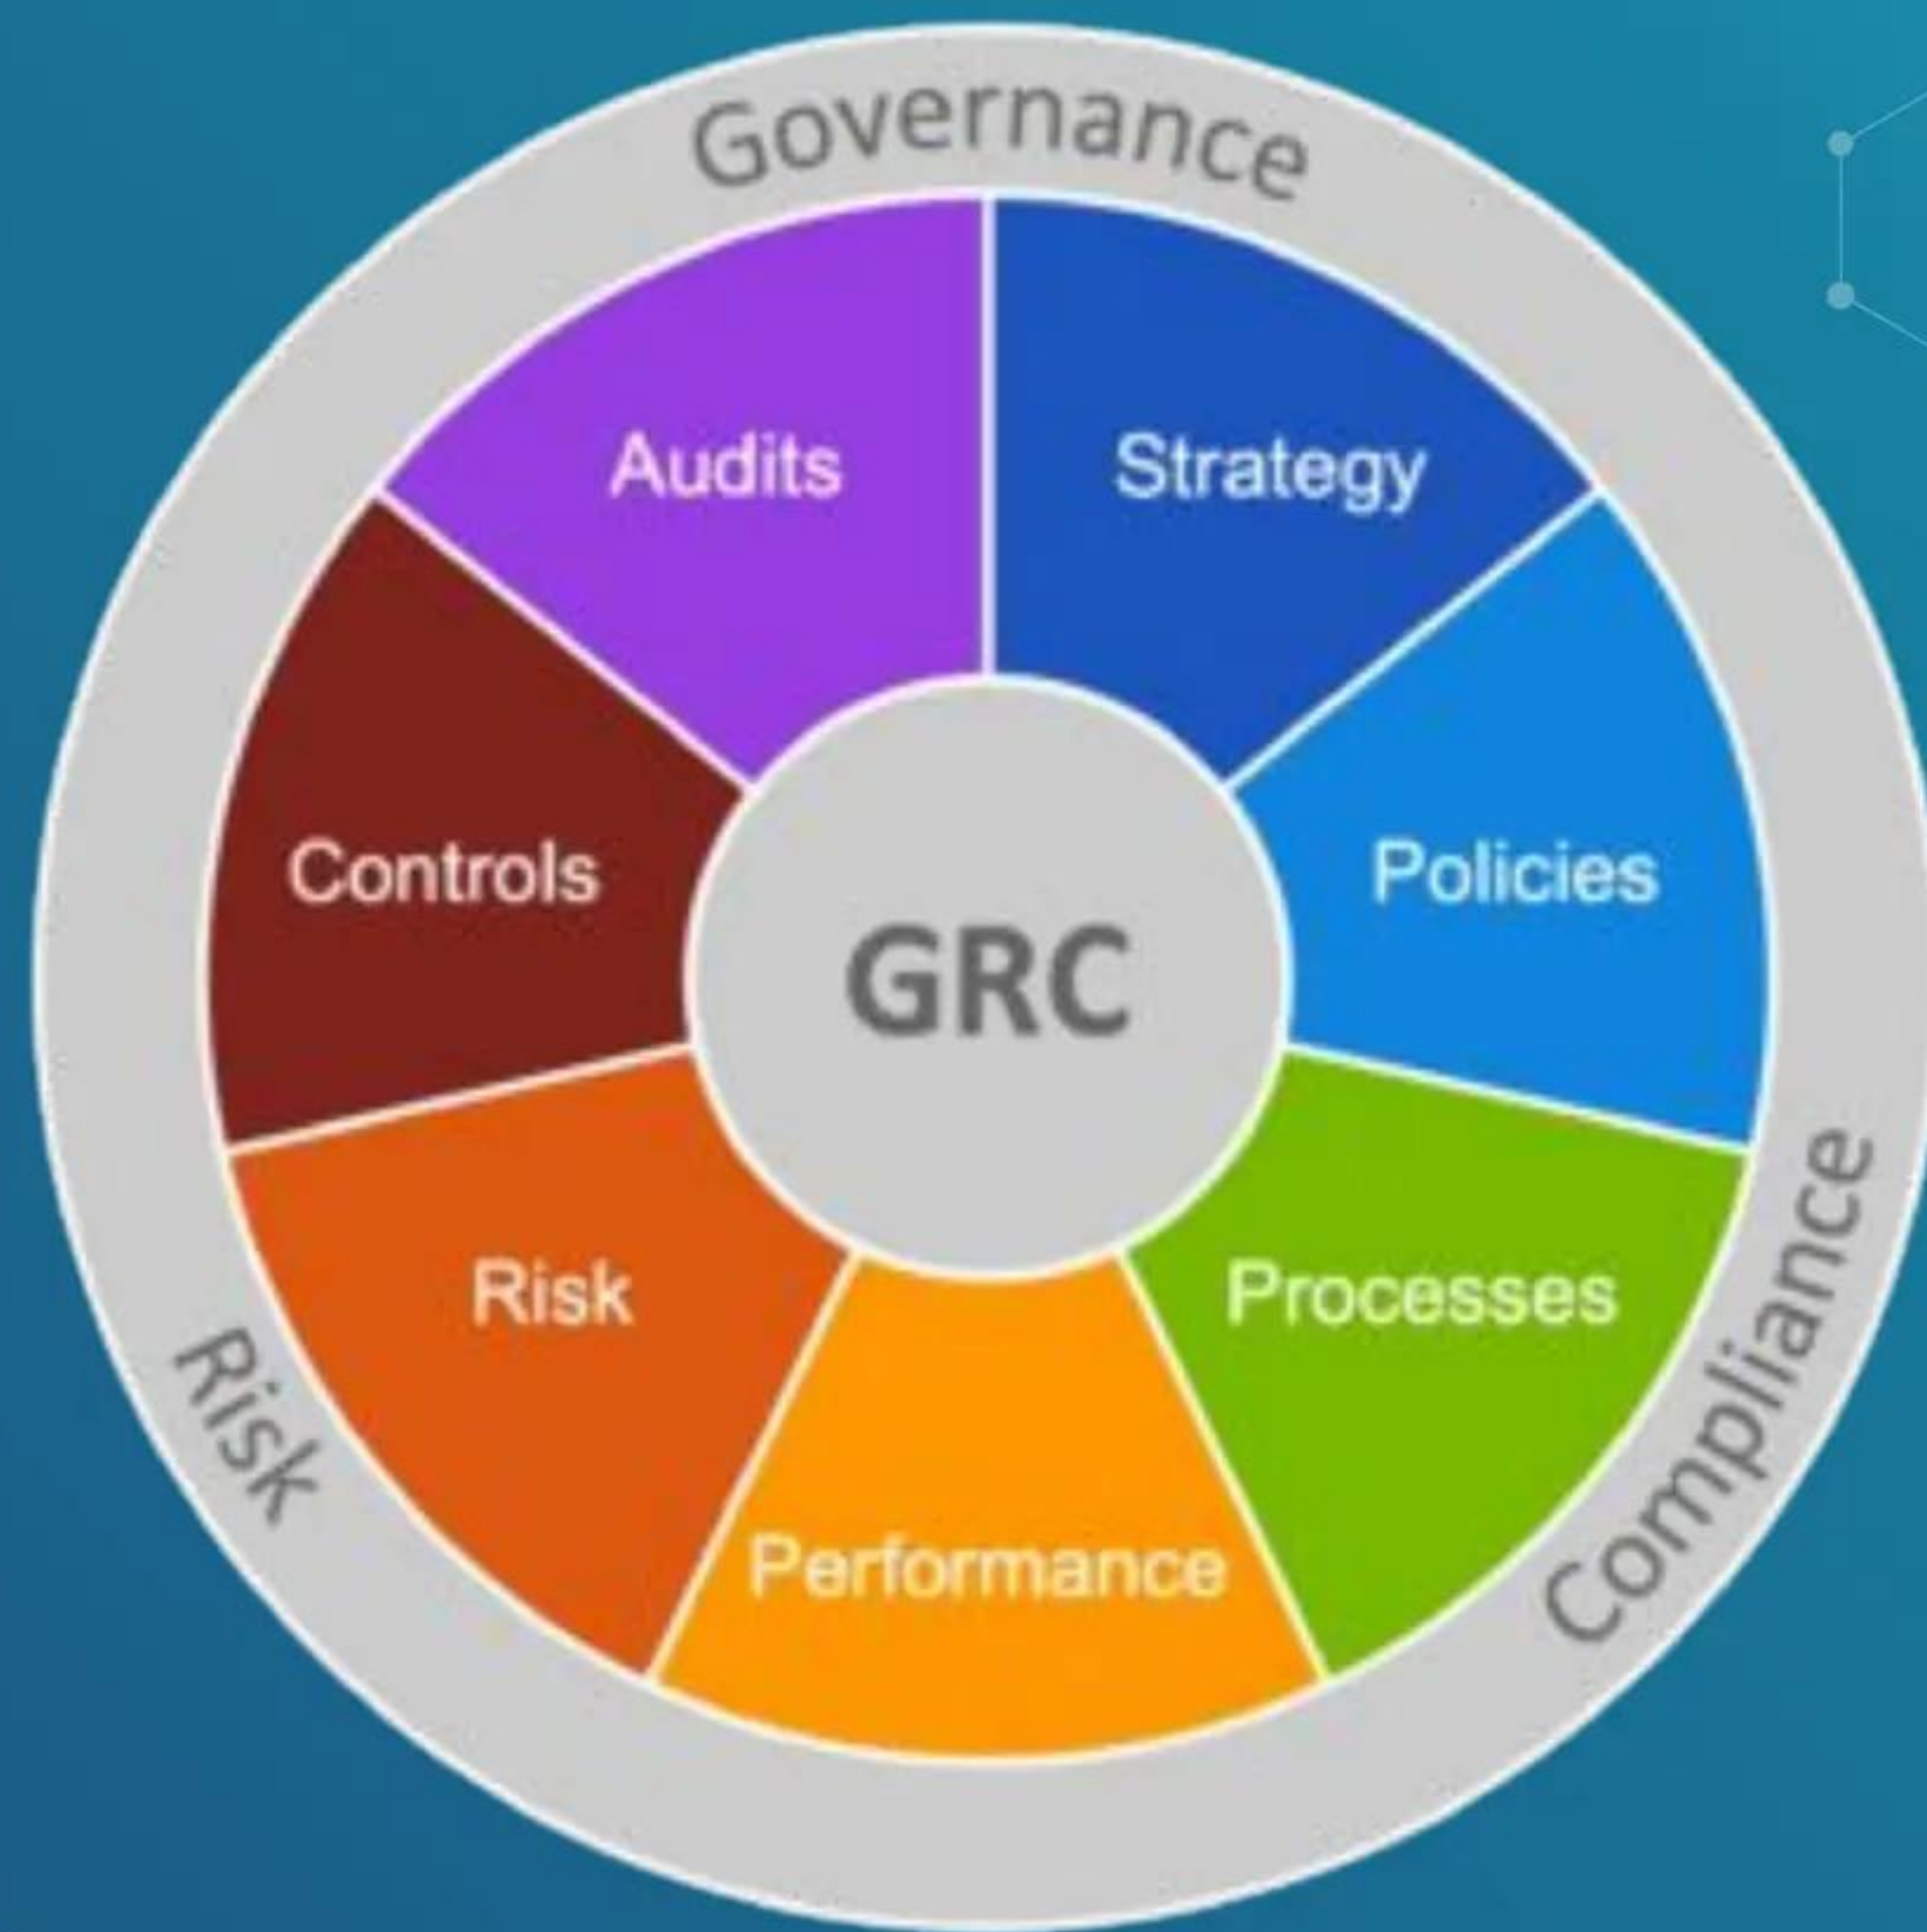 Governance
Audits
Strategy
Controls
Policies
GRC
Risk
Processes
Performance
Risk
Compliance